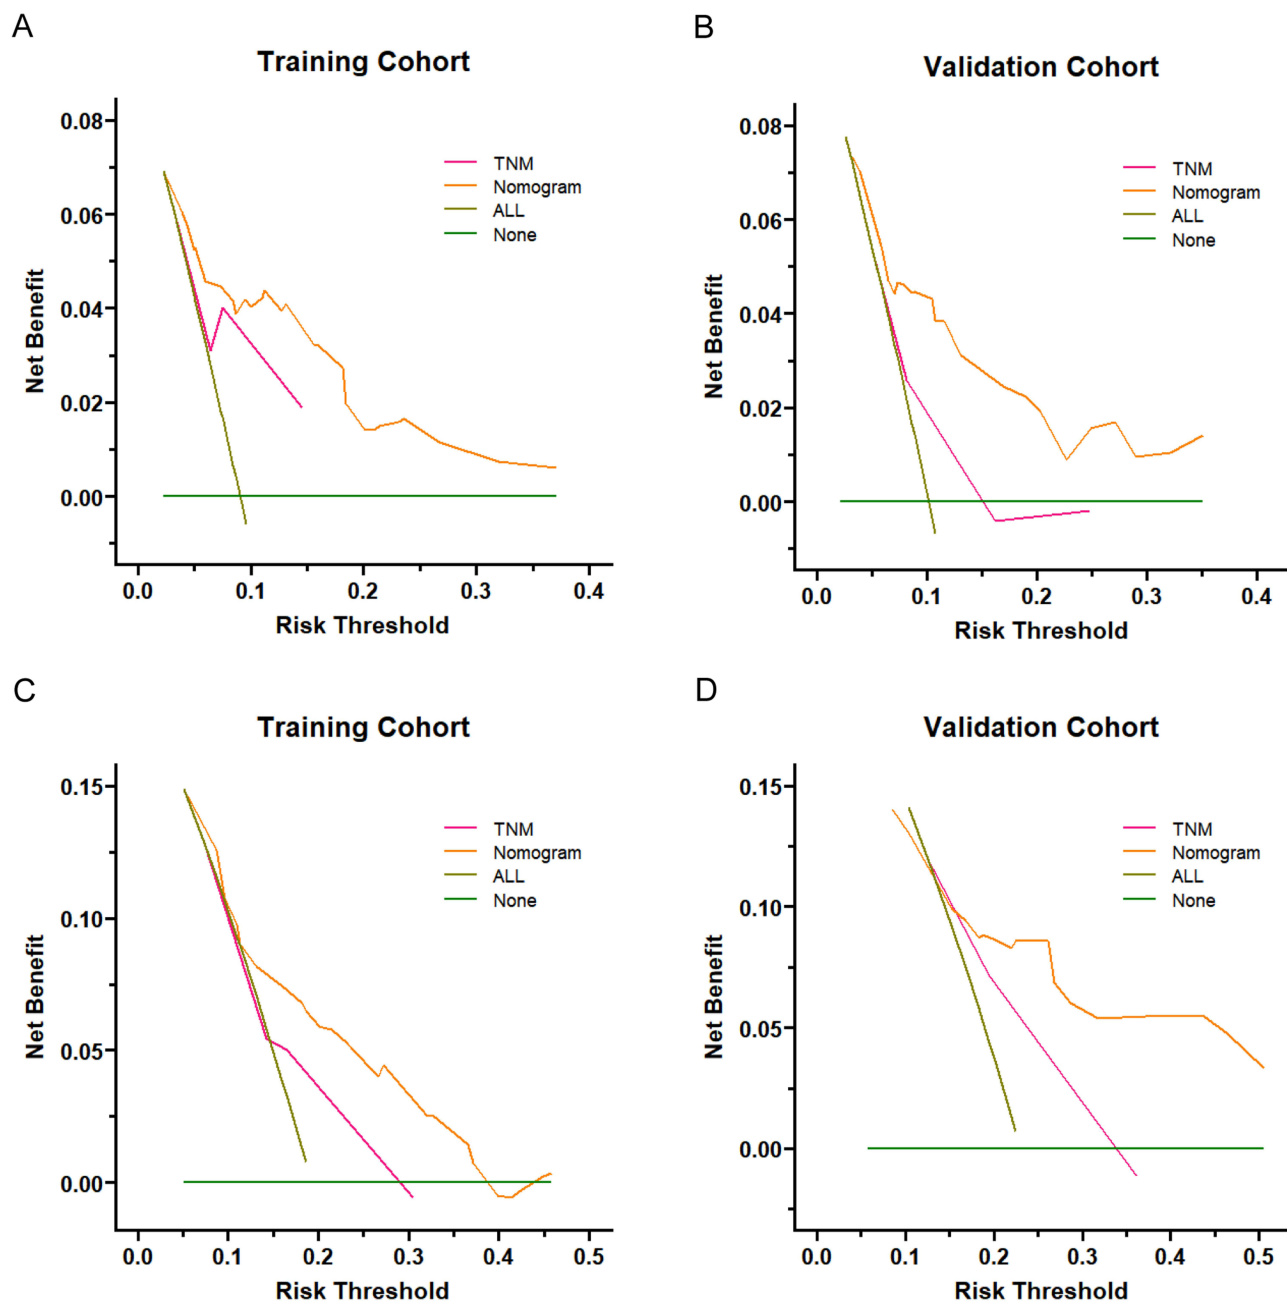 A
Training Cohort
0.08
0.06
0.04
0.02
0.00
Net Benefit
TNM
Nomogram
ALL
None
0.0 0.1 0.2 0.3 0.4
Risk Threshold
B
Validation Cohort
0.08
0.06
0.04
0.02
0.00
Net Benefit
TNM
Nomogram
ALL
None
0.0 0.1 0.2 0.3 0.4
Risk Threshold
C
Training Cohort
0.15
0.10
0.05
0.00
Net Benefit
TNM
Nomogram
ALL
None
0.0 0.1 0.2 0.3 0.4 0.5
Risk Threshold
D
Validation Cohort
0.15
0.10
0.05
0.00
Net Benefit
TNM
Nomogram
ALL
None
0.0 0.1 0.2 0.3 0.4 0.5
Risk Threshold